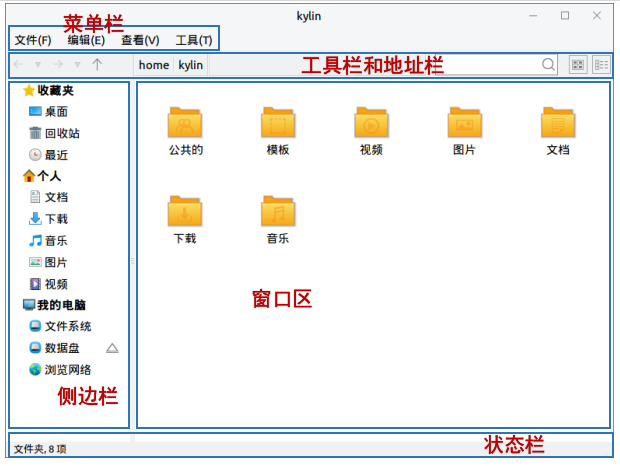 kylin
菜单栏
文件(F) 编辑(E) 查看(V) 工具(T)
home kylin 工具栏和地址栏
收藏夹
桌面
回收站
最近
个人
文档
下载
音乐
图片
视频
我的电脑
文件系统
数据盘
浏览网络
侧边栏
公共的 模板 视频 图片 文档
下载 音乐
窗口区
文件夹, 8 项 状态栏